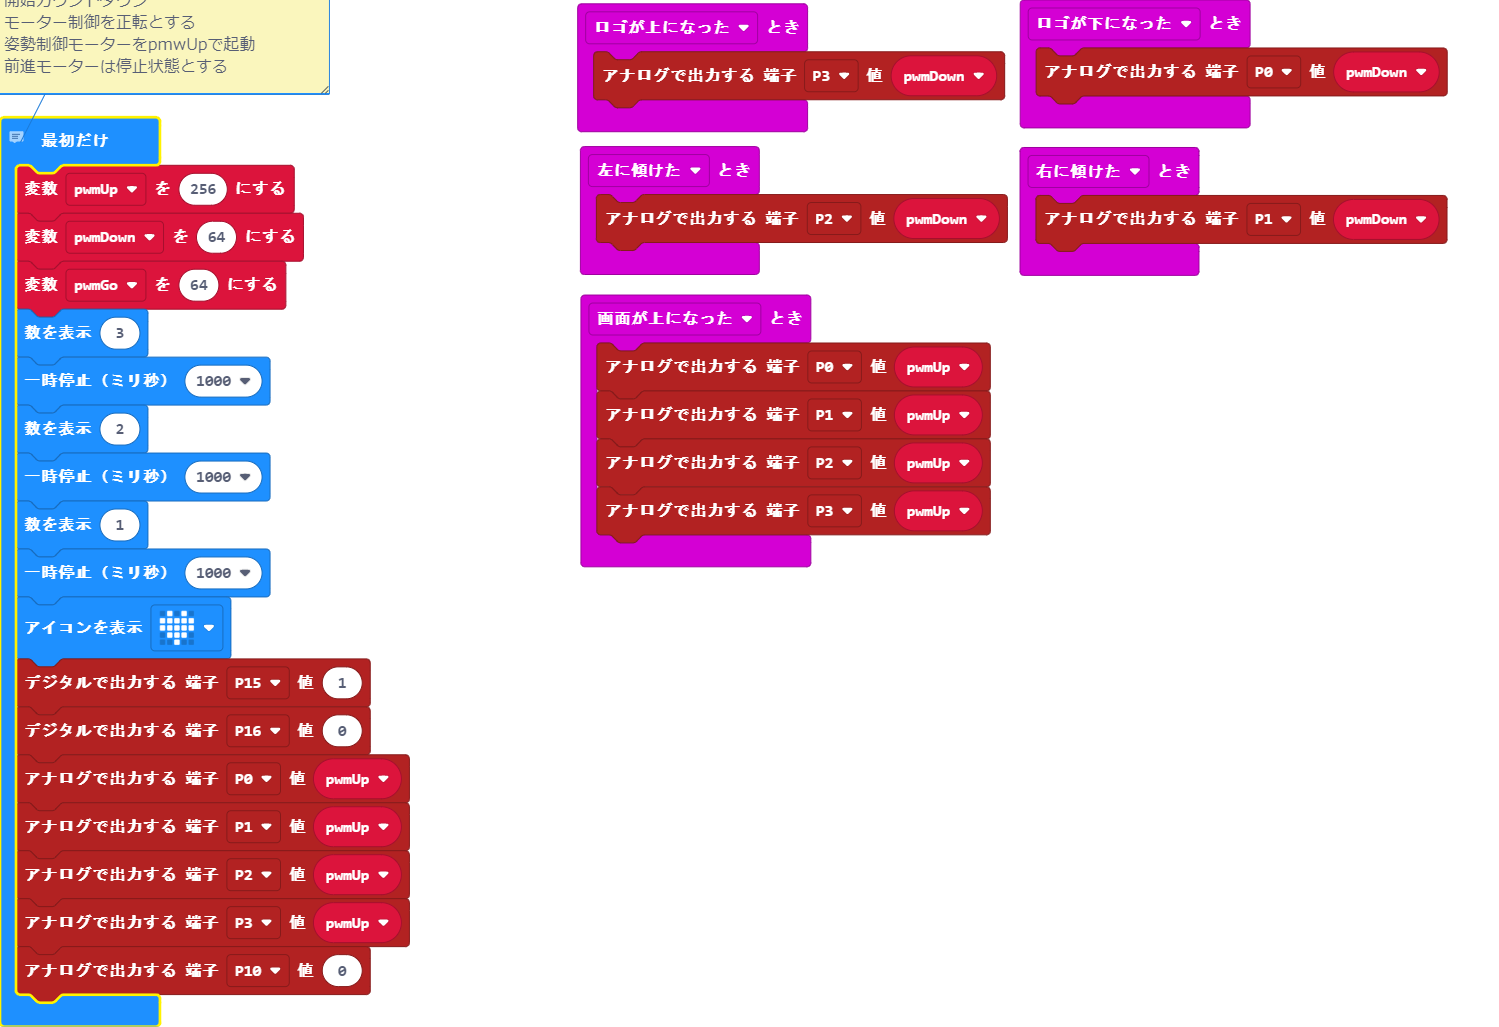 開始カウントダウン
モーター制御を正転とする
姿勢制御モーターをpmwUpで起動
前進モーターは停止状態とする
最初だけ
変数 pwmUp を 256 にする
変数 pwmDown を 64 にする
変数 pwmGo を 64 にする
数を表示 3
一時停止（ミリ秒） 1000
数を表示 2
一時停止（ミリ秒） 1000
数を表示 1
一時停止（ミリ秒） 1000
アイコンを表示
デジタルで出力する 端子 P15 値 1
デジタルで出力する 端子 P16 値 0
アナログで出力する 端子 P0 値 pwmUp
アナログで出力する 端子 P1 値 pwmUp
アナログで出力する 端子 P2 値 pwmUp
アナログで出力する 端子 P3 値 pwmUp
アナログで出力する 端子 P10 値 0
ロゴが上になった とき
アナログで出力する 端子 P3 値 pwmDown
ロゴが下になった とき
アナログで出力する 端子 P0 値 pwmDown
左に傾けた とき
アナログで出力する 端子 P2 値 pwmDown
右に傾けた とき
アナログで出力する 端子 P1 値 pwmDown
画面が上になった とき
アナログで出力する 端子 P0 値 pwmUp
アナログで出力する 端子 P1 値 pwmUp
アナログで出力する 端子 P2 値 pwmUp
アナログで出力する 端子 P3 値 pwmUp